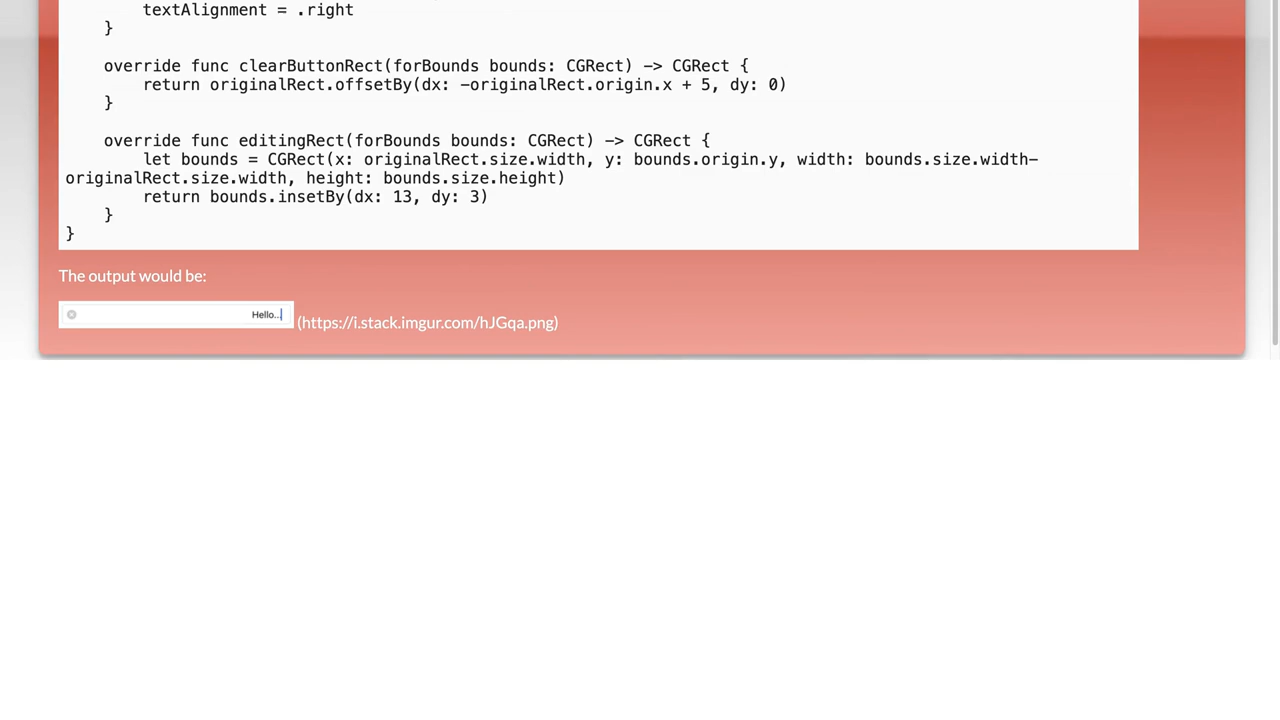 textAlignment = .right
}
override func clearButtonRect(forBounds bounds: CGRect) -> CGRect {
return originalRect.offsetBy(dx: -originalRect.origin.x + 5, dy: 0)
}
override func editingRect(forBounds bounds: CGRect) -> CGRect {
let bounds = CGRect(x: originalRect.size.width, y: bounds.origin.y, width: bounds.size.width-
originalRect.size.width, height: bounds.size.height)
return bounds.insetBy(dx: 13, dy: 3)
}
}
The output would be:
Hello...
(https://i.stack.imgur.com/hJGqa.png)